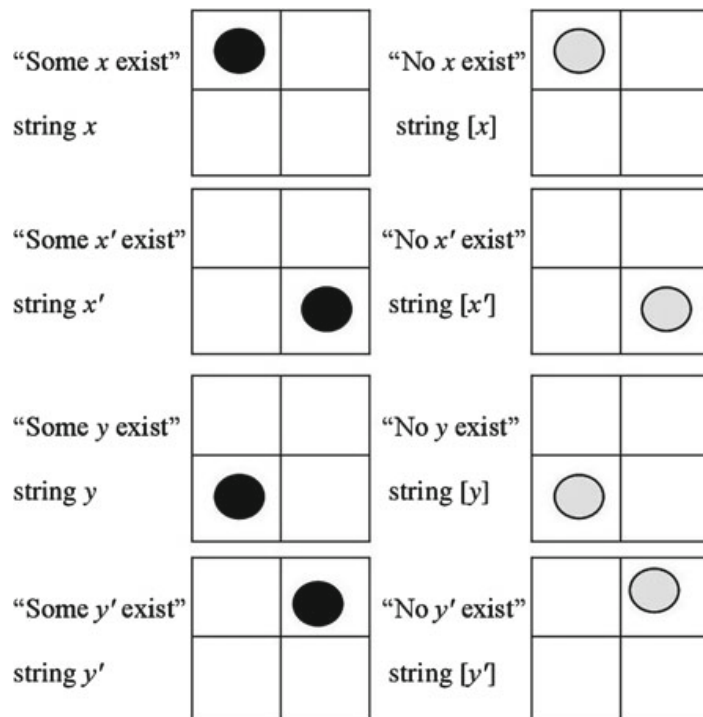 “Some x exist”
“No x exist”
string x
string [x]
“Some x′ exist”
“No x′ exist”
string x′
string [x′]
“Some y exist”
“No y exist”
string y
string [y]
“Some y′ exist”
“No y′ exist”
string y′
string [y′]